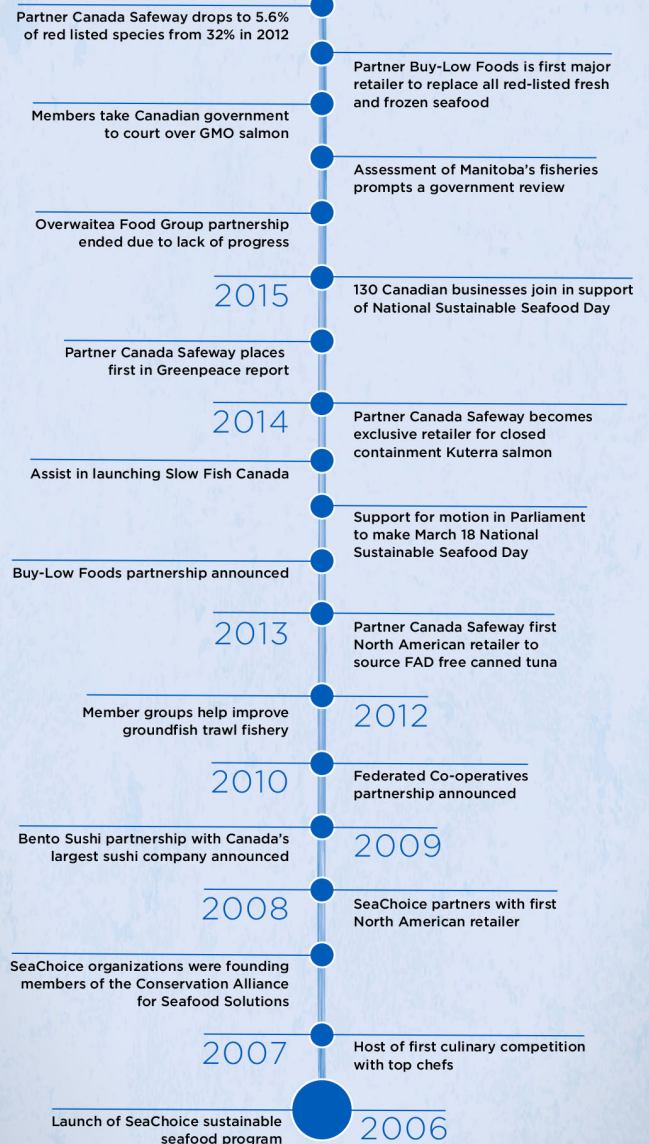 Partner Canada Safeway drops to 5.6%
of red listed species from 32% in 2012
Partner Buy-Low Foods is first major
retailer to replace all red-listed fresh
and frozen seafood
Members take Canadian government
to court over GMO salmon
Assessment of Manitoba's fisheries
prompts a government review
Overwaitea Food Group partnership
ended due to lack of progress
2015
130 Canadian businesses join in support
of National Sustainable Seafood Day
Partner Canada Safeway places
first in Greenpeace report
2014
Partner Canada Safeway becomes
exclusive retailer for closed
containment Kuterra salmon
Assist in launching Slow Fish Canada
Support for motion in Parliament
to make March 18 National
Sustainable Seafood Day
Buy-Low Foods partnership announced
2013
Partner Canada Safeway first
North American retailer to
source FAD free canned tuna
Member groups help improve
groundfish trawl fishery
2012
2010
Federated Co-operatives
partnership announced
Bento Sushi partnership with Canada's
largest sushi company announced
2009
2008
SeaChoice partners with first
North American retailer
SeaChoice organizations were founding
members of the Conservation Alliance
for Seafood Solutions
2007
Host of first culinary competition
with top chefs
Launch of SeaChoice sustainable
seafood program
2006